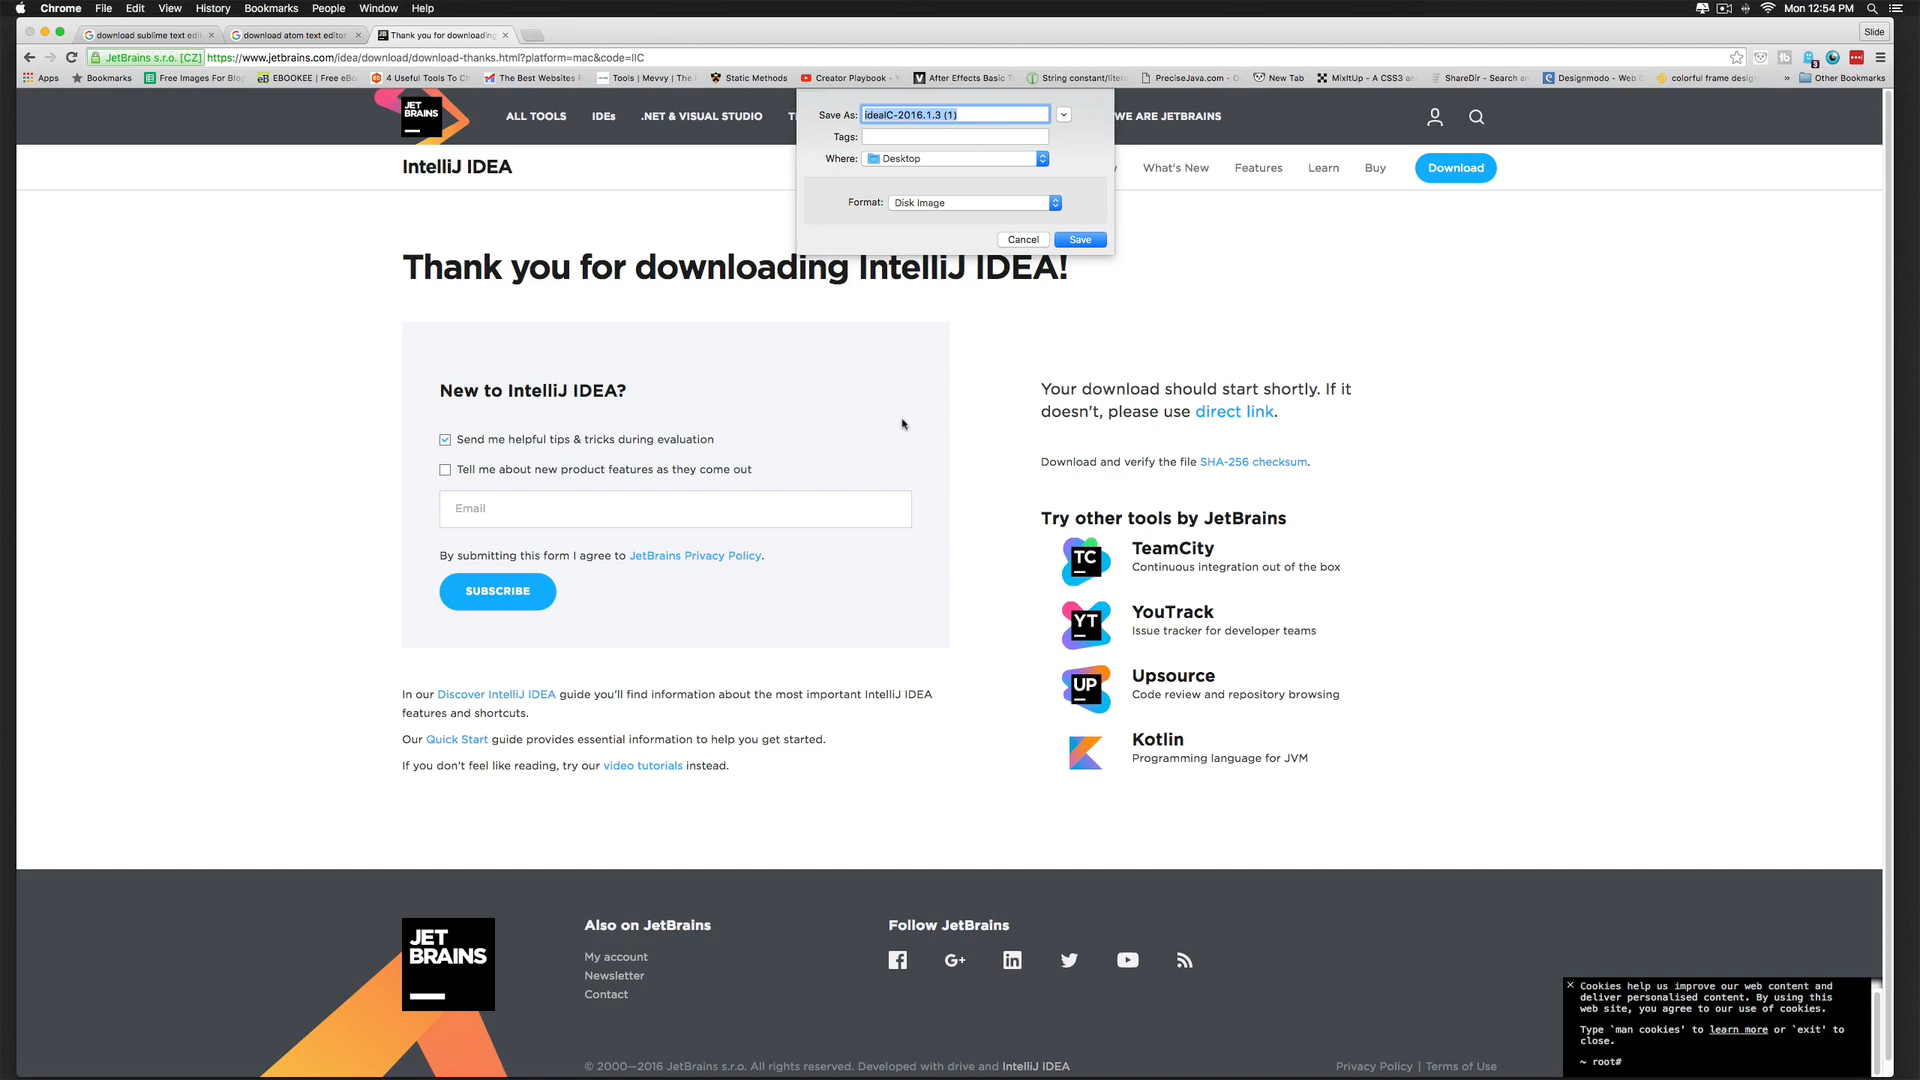 Chrome File Edit View History Bookmarks People Window Help Mon 12:54 PM
download sublime text edi download atom text editor Thank you for downloading Slide
JetBrains s.r.o. [CZ] https://www.jetbrains.com/idea/download/download-thanks.html?platform=mac&code=IIC
Apps Bookmarks Free Images For Blo EBOOKEE | Free eBo 4 Useful Tools To Ch The Best Websites Tools | Mevvy | The Static Methods Creator Playbook - Y After Effects Basic T String constant/litera PreciseJava.com - New Tab MixItUp - A CSS3 ShareDir - Search Designmodo - Web D colorful frame desig » Other Bookmarks
JET
BRAINS
ALL TOOLS IDEs .NET & VISUAL STUDIO WE ARE JETBRAINS
Save As: ideaIC-2016.1.3 (1)
Tags:
Where: Desktop
Format: Disk Image
Cancel Save
IntelliJ IDEA What's New Features Learn Buy Download
Thank you for downloading IntelliJ IDEA!
New to IntelliJ IDEA?
Send me helpful tips & tricks during evaluation
Tell me about new product features as they come out
Email
By submitting this form I agree to JetBrains Privacy Policy.
SUBSCRIBE
In our Discover IntelliJ IDEA guide you'll find information about the most important IntelliJ IDEA
features and shortcuts.
Our Quick Start guide provides essential information to help you get started.
If you don't feel like reading, try our video tutorials instead.
Your download should start shortly. If it
doesn't, please use direct link.
Download and verify the file SHA-256 checksum.
Try other tools by JetBrains
TC
TeamCity
Continuous integration out of the box
YT
YouTrack
Issue tracker for developer teams
UP
Upsource
Code review and repository browsing
Kotlin
Programming language for JVM
JET
BRAINS
Also on JetBrains
My account
Newsletter
Contact
Follow JetBrains
G+ in
© 2000—2016 JetBrains s.r.o. All rights reserved. Developed with drive and IntelliJ IDEA
Privacy Policy | Terms of Use
× Cookies help us improve our web content and
deliver personalised content. By using this
web site, you agree to our use of cookies.
Type `man cookies' to learn more or `exit' to
close.
~ root#